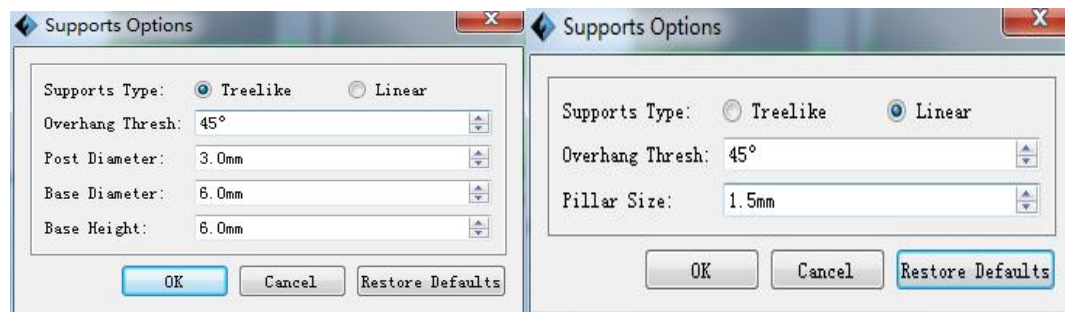 Supports Options
Supports Type: Treelike Linear
Overhang Thresh: 45°
Post Diameter: 3.0mm
Base Diameter: 6.0mm
Base Height: 6.0mm
OK Cancel Restore Defaults
Supports Options
Supports Type: Treelike Linear
Overhang Thresh: 45°
Pillar Size: 1.5mm
OK Cancel Restore Defaults